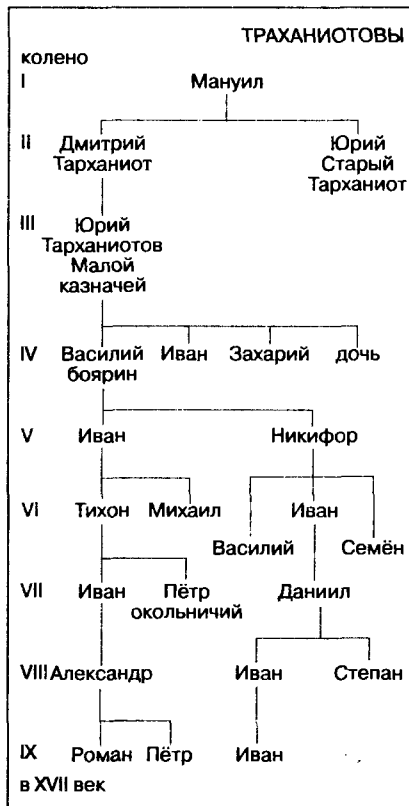 ТРАХАНИОТОВЫ
колено
I Мануил
II Дмитрий Юрий
Тарханиот Старый
Тарханиот
III Юрий
Тарханиотов
Малой
казначей
IV Василий Иван Захарий дочь
боярин
V Иван Никифор
VI Тихон Михаил Иван
Василий Семён
VII Иван Пётр Даниил
окольничий
VIII Александр Иван Степан
IX Роман Пётр Иван
в XVII век